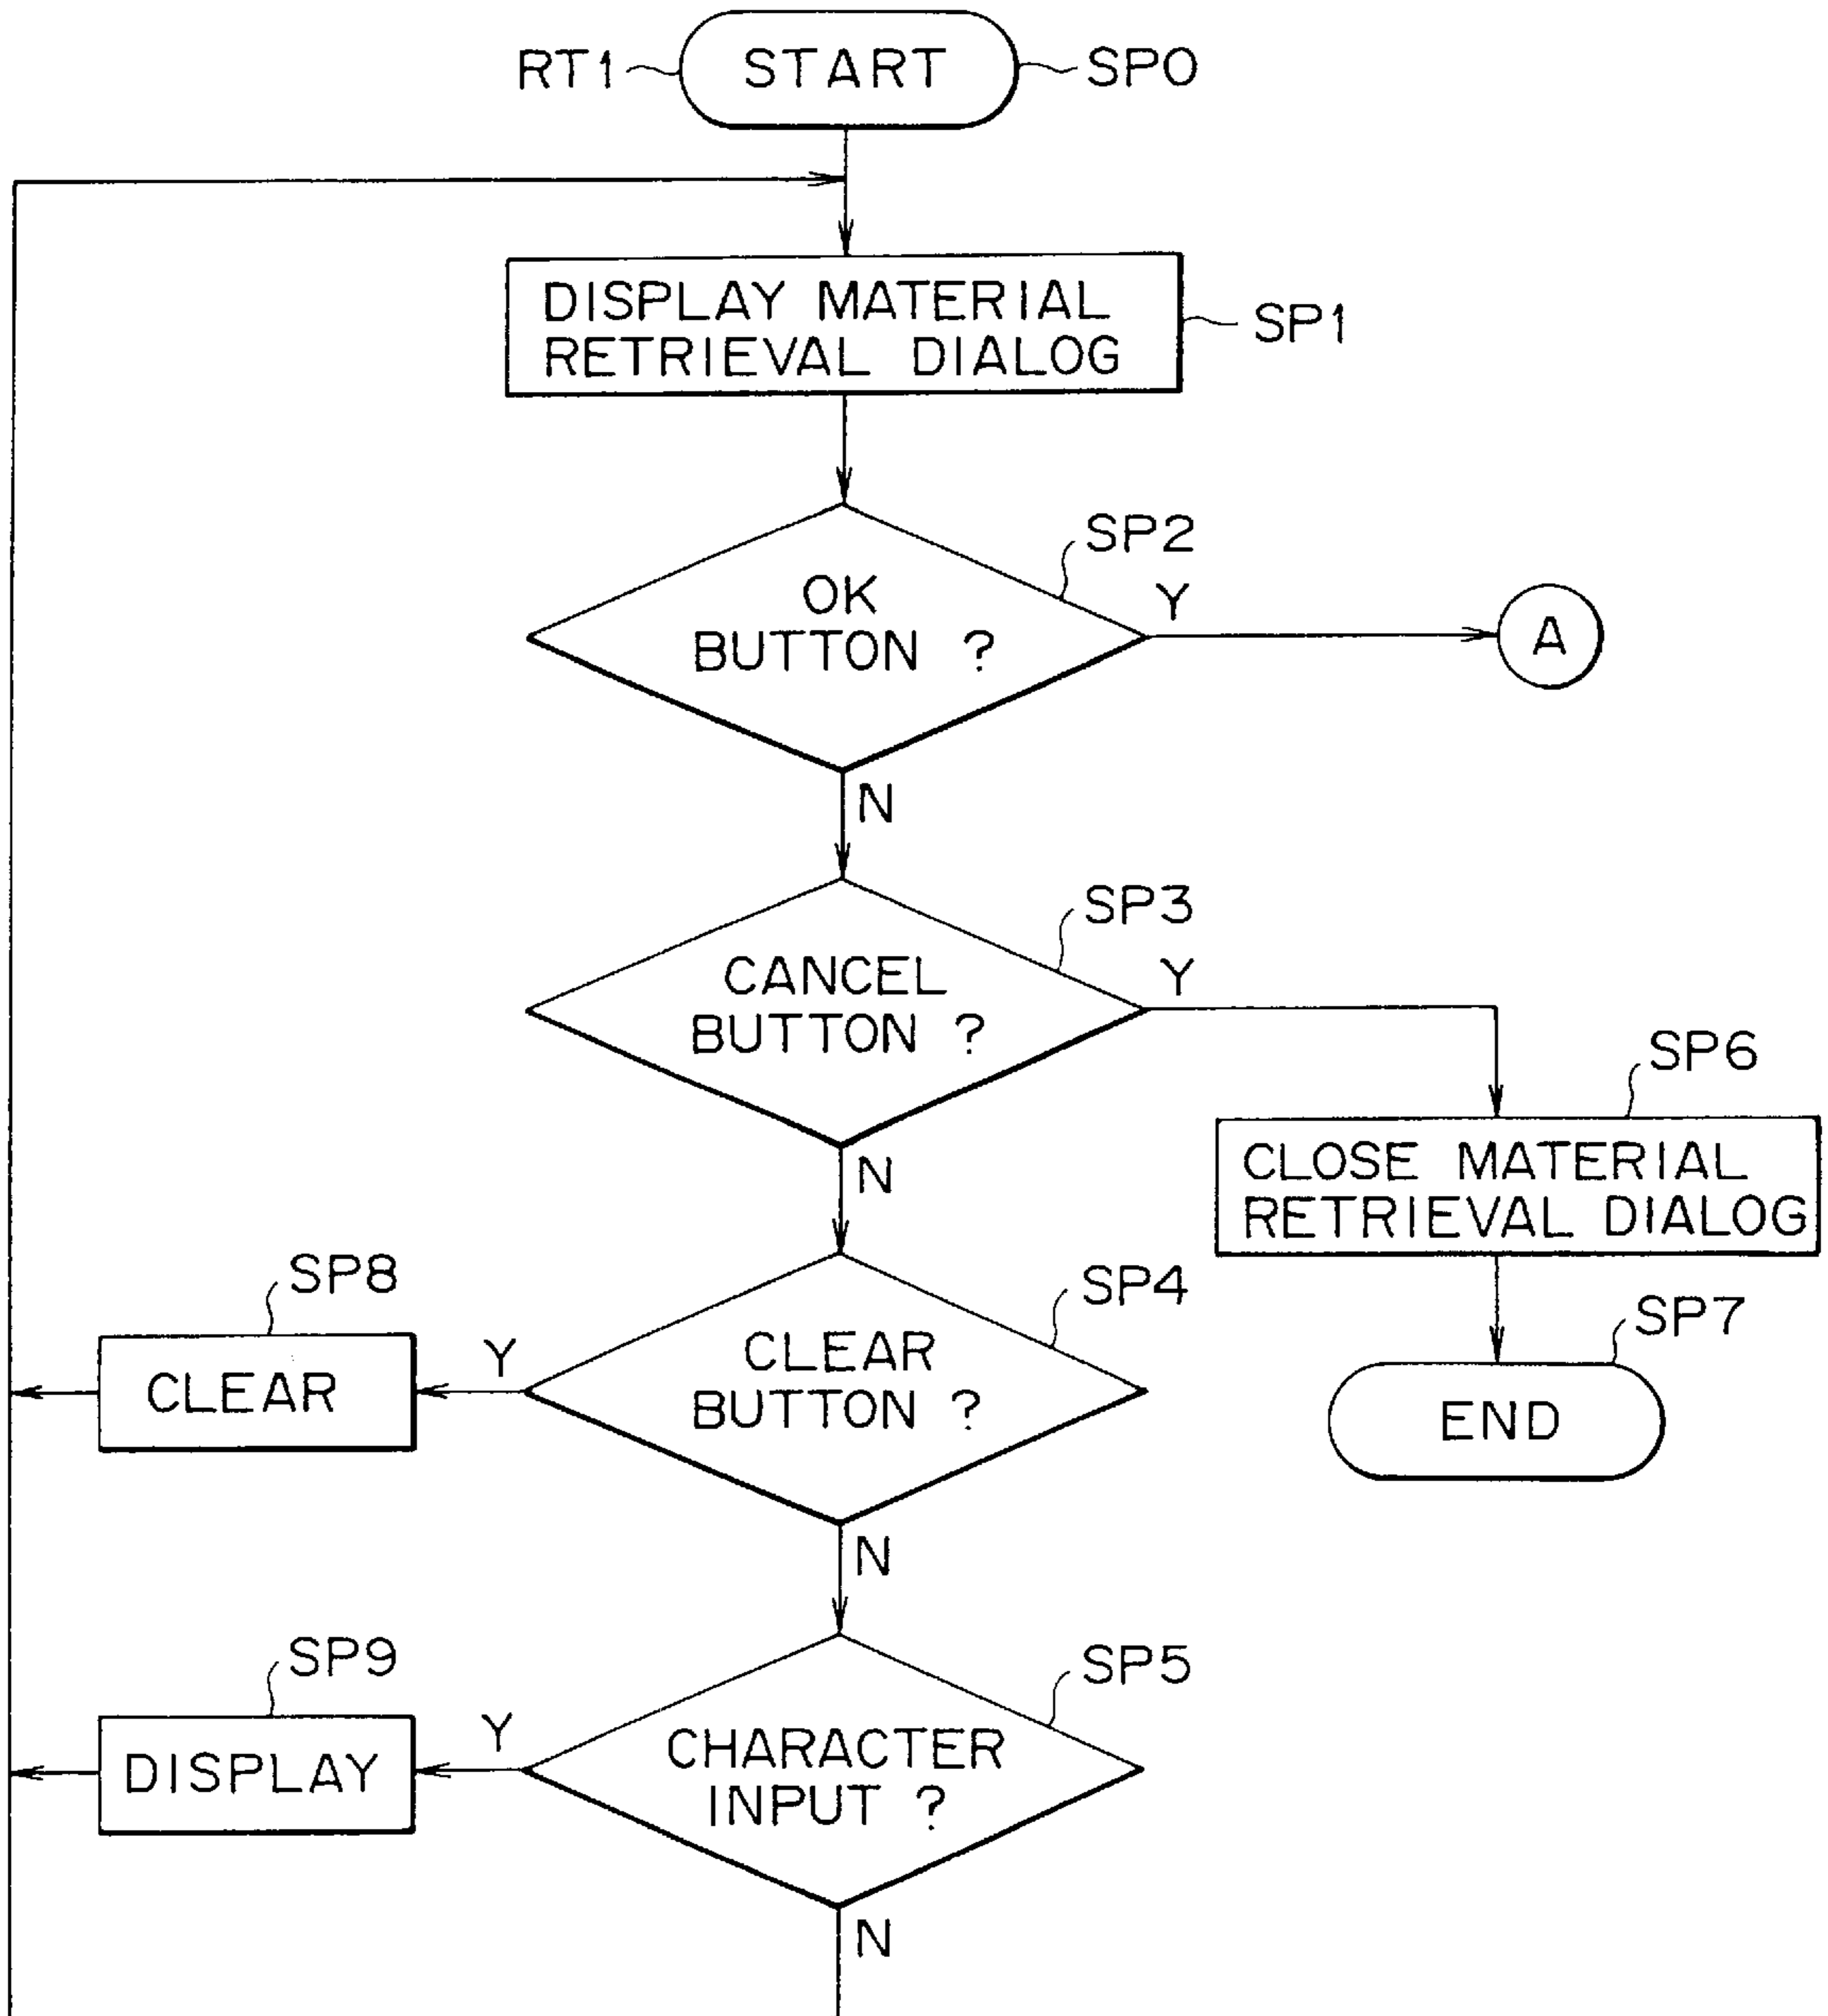 RT1 START SP0
DISPLAY MATERIAL
RETRIEVAL DIALOG
SP1
SP2
OK
BUTTON ?
Y
A
N
SP3
CANCEL
BUTTON ?
Y
SP6
CLOSE MATERIAL
RETRIEVAL DIALOG
N
SP7
END
SP4
CLEAR
BUTTON ?
Y
SP8
CLEAR
N
SP5
CHARACTER
INPUT ?
Y
SP9
DISPLAY
N